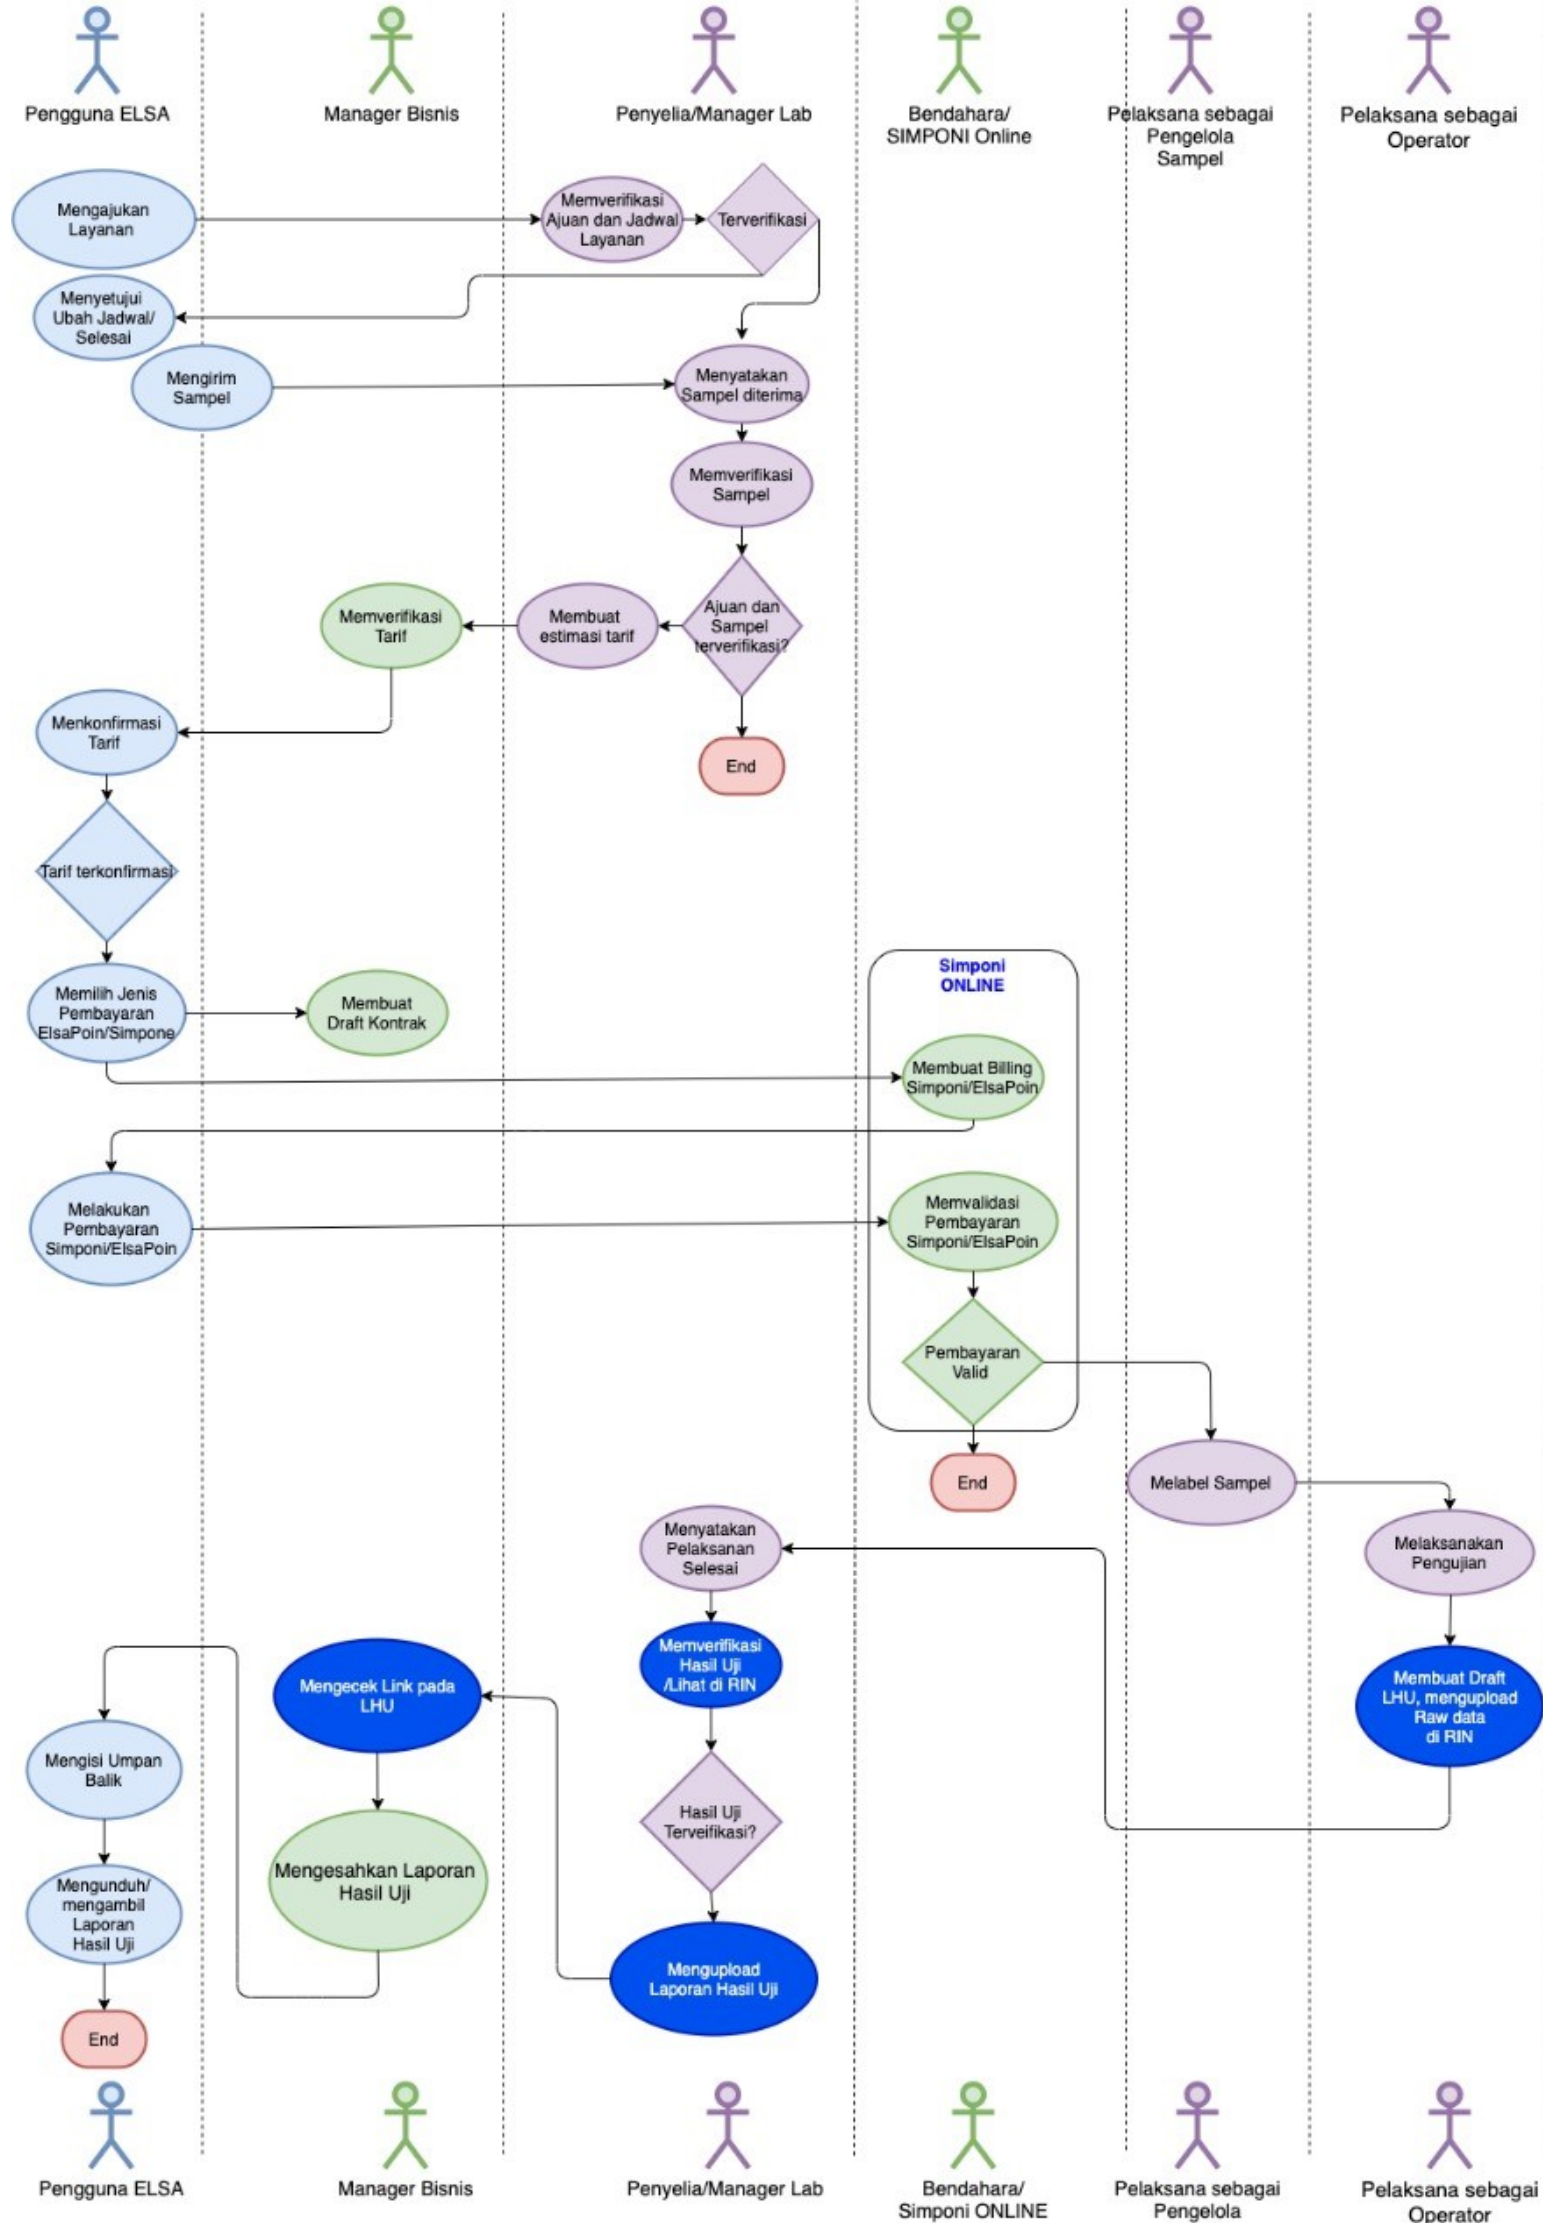 Pengguna ELSA
Manager Bisnis
Penyelia/Manager Lab
Bendahara/
SIMPONI Online
Pelaksana sebagai
Pengelola
Sampel
Pelaksana sebagai
Operator
Mengajukan
Layanan
Memverifikasi
Ajuan dan Jadwal
Layanan
Terverifikasi
Menyetujui
Ubah Jadwal/
Selesai
Mengirim
Sampel
Menyatakan
Sampel diterima
Memverifikasi
Sampel
Ajuan dan
Sampel
terverifikasi?
Membuat
estimasi tarif
Memverifikasi
Tarif
Menkonfirmasi
Tarif
End
Tarif terkonfirmasi
Memilih Jenis
Pembayaran
ElsaPoin/Simpone
Membuat
Draft Kontrak
Simponi
ONLINE
Membuat Billing
Simponi/ElsaPoin
Melakukan
Pembayaran
Simponi/ElsaPoin
Memvalidasi
Pembayaran
Simponi/ElsaPoin
Pembayaran
Valid
End
Melabel Sampel
Melaksanakan
Pengujian
Membuat Draft
LHU, mengupload
Raw data
di RIN
Menyatakan
Pelaksanan
Selesai
Memverifikasi
Hasil Uji
/Lihat di RIN
Hasil Uji
Terveifikasi?
Mengupload
Laporan Hasil Uji
Mengecek Link pada
LHU
Mengesahkan Laporan
Hasil Uji
Mengisi Umpan
Balik
Mengunduh/
mengambil
Laporan
Hasil Uji
End
Pengguna ELSA
Manager Bisnis
Penyelia/Manager Lab
Bendahara/
Simponi ONLINE
Pelaksana sebagai
Pengelola
Pelaksana sebagai
Operator